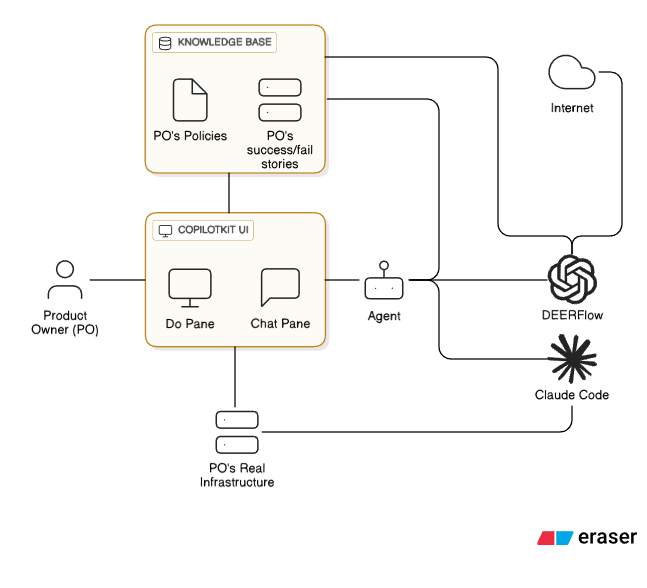 KNOWLEDGE BASE
PO's Policies
PO's
success/fail
stories
Internet
COPILOTKIT UI
Do Pane
Chat Pane
Product
Owner (PO)
Agent
DEERFlow
Claude Code
PO's Real
Infrastructure
eraser